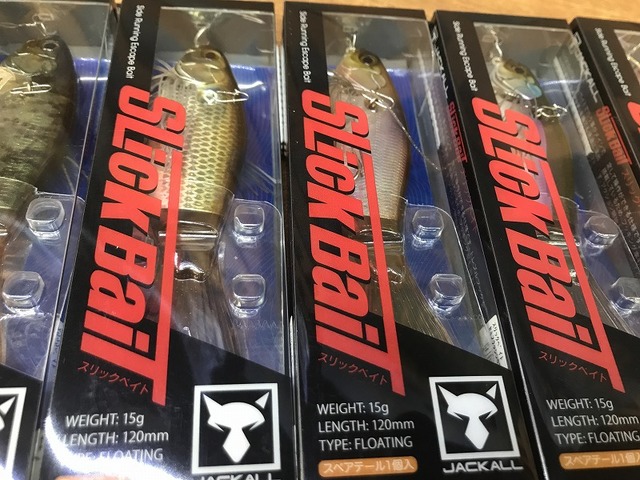 Side Running Escape Bait
SLick Bait
スリックベイト
WEIGHT: 15g
LENGTH: 120mm
TYPE: FLOATING
Side Running Escape Bait
SLick Bait
スリックベイト
WEIGHT: 15g
LENGTH: 120mm
TYPE: FLOATING
スペアテール1個入
JACKALL
Side Running Escape Bait
SLick Bait
スリックベイト
WEIGHT: 15g
LENGTH: 120mm
TYPE: FLOATING
スペアテール1個入
JACKALL